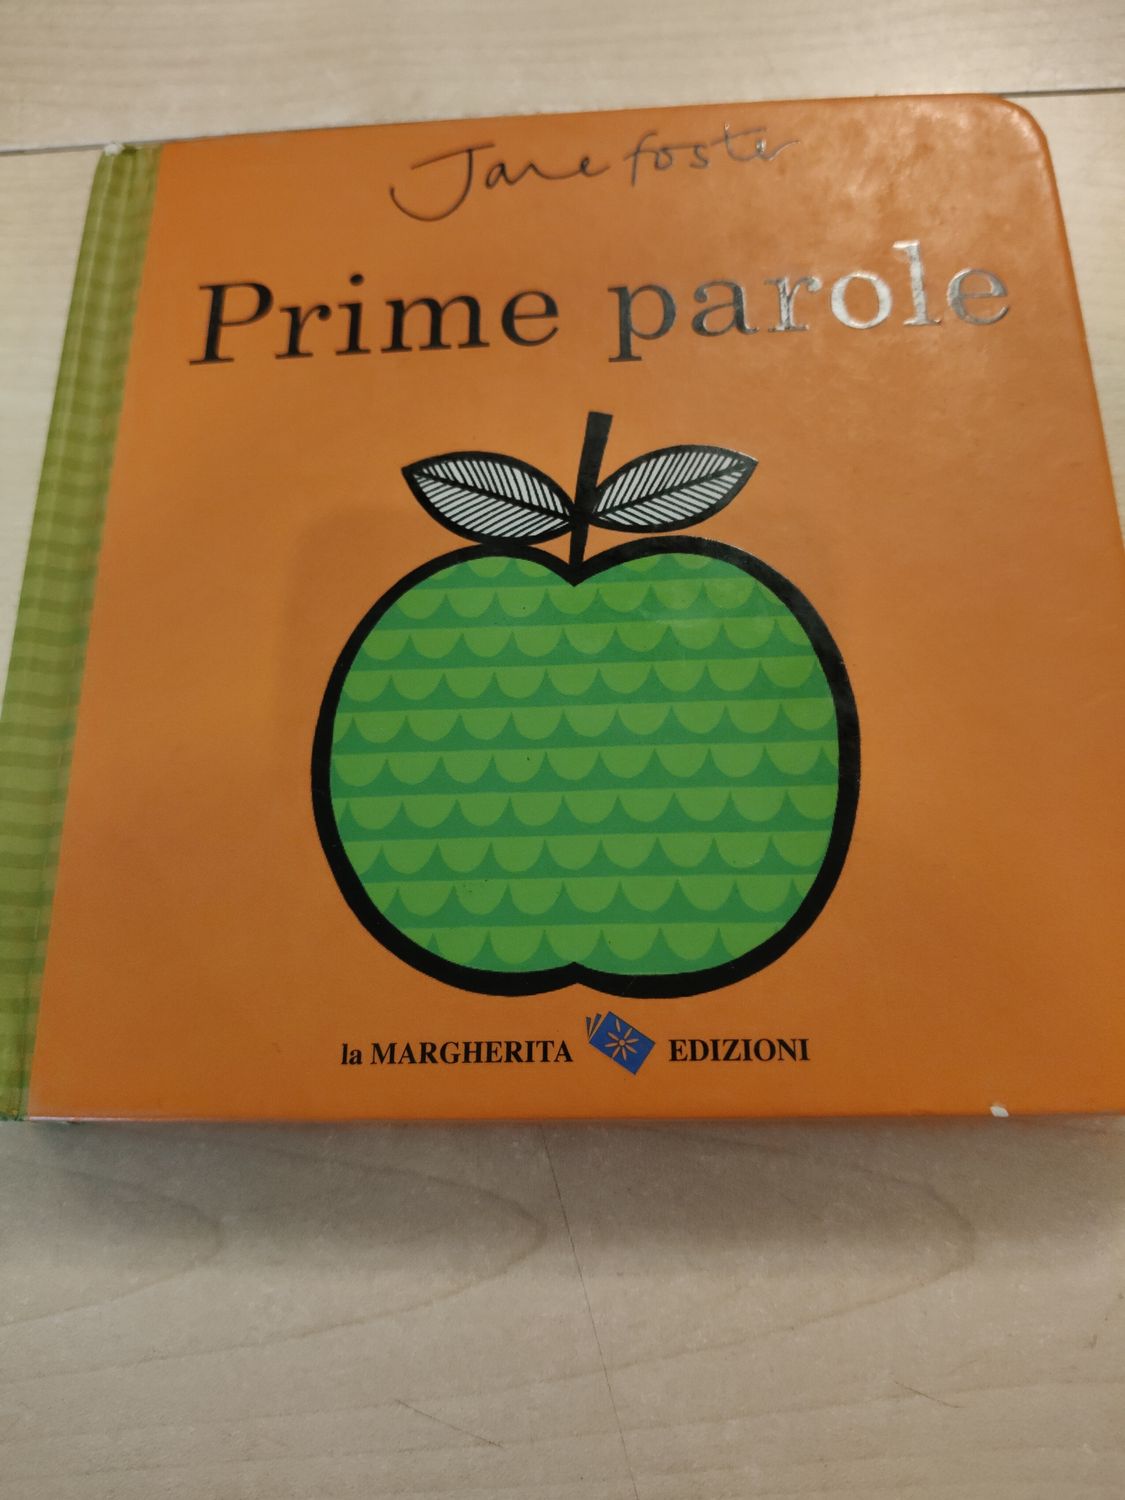 Jane foster
Prime parole
la MARGHERITA EDIZIONI